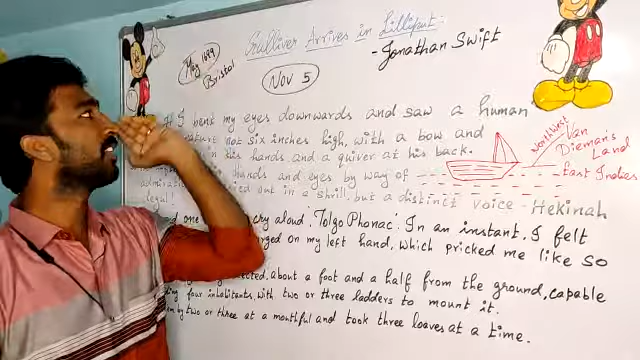 Gulliver Arrives in Lilliput:
- Jonathan Swift
May 1699
Bristol
Nov 5
I bent my eyes downwards and saw a human
not six inches high, with a bow and
in his hands and a quiver at his back.
hands and eyes by way of
out in a shrill, but a distinct voice - Hekinah
Degul!
one cry aloud, 'Tolgo Phonac'. In an instant, I felt
on my left hand, which pricked me like so
about a foot and a half from the ground, capable
four inhabitants, with two or three ladders to mount it.
by two or three at a mouthful and took three loaves at a time.
NorthWest
Van
Dieman's
Land
East Indies